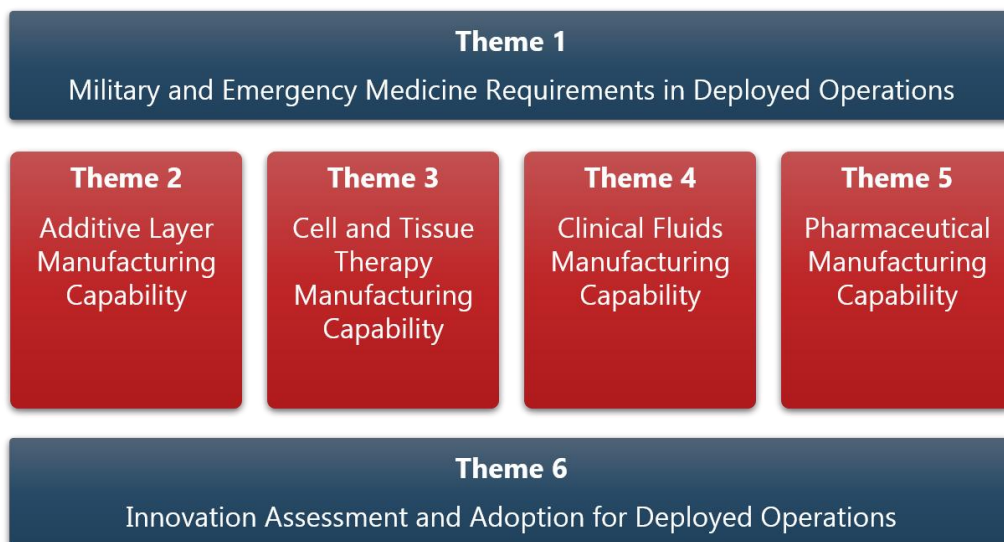 Theme 1
Military and Emergency Medicine Requirements in Deployed Operations
Theme 2
Additive Layer
Manufacturing
Capability
Theme 3
Cell and Tissue
Therapy
Manufacturing
Capability
Theme 4
Clinical Fluids
Manufacturing
Capability
Theme 5
Pharmaceutical
Manufacturing
Capability
Theme 6
Innovation Assessment and Adoption for Deployed Operations